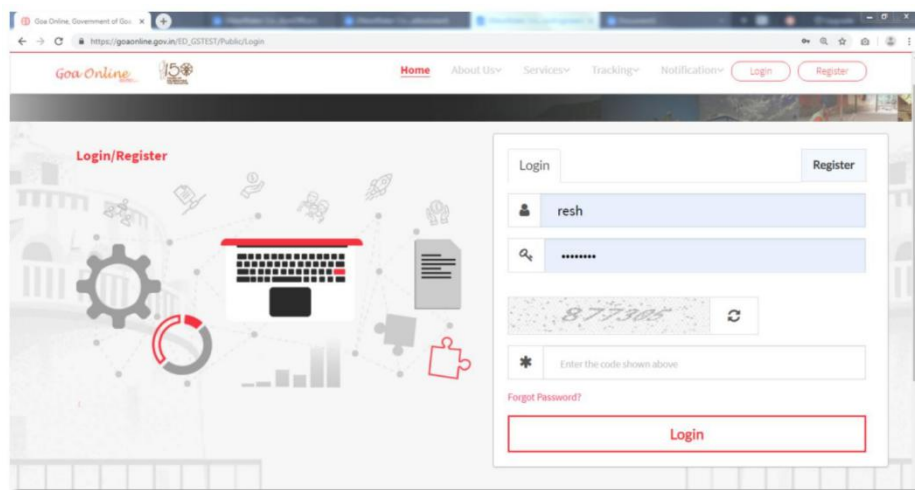 Goa Online, Government of Goa
https://goaonline.gov.in/ED_GSTEST/Public/Login
Goa Online 150
Home About Us Services Tracking Notification Login Register
Login/Register
Login Register
resh
••••••••
877305
Enter the code shown above
Forgot Password?
Login